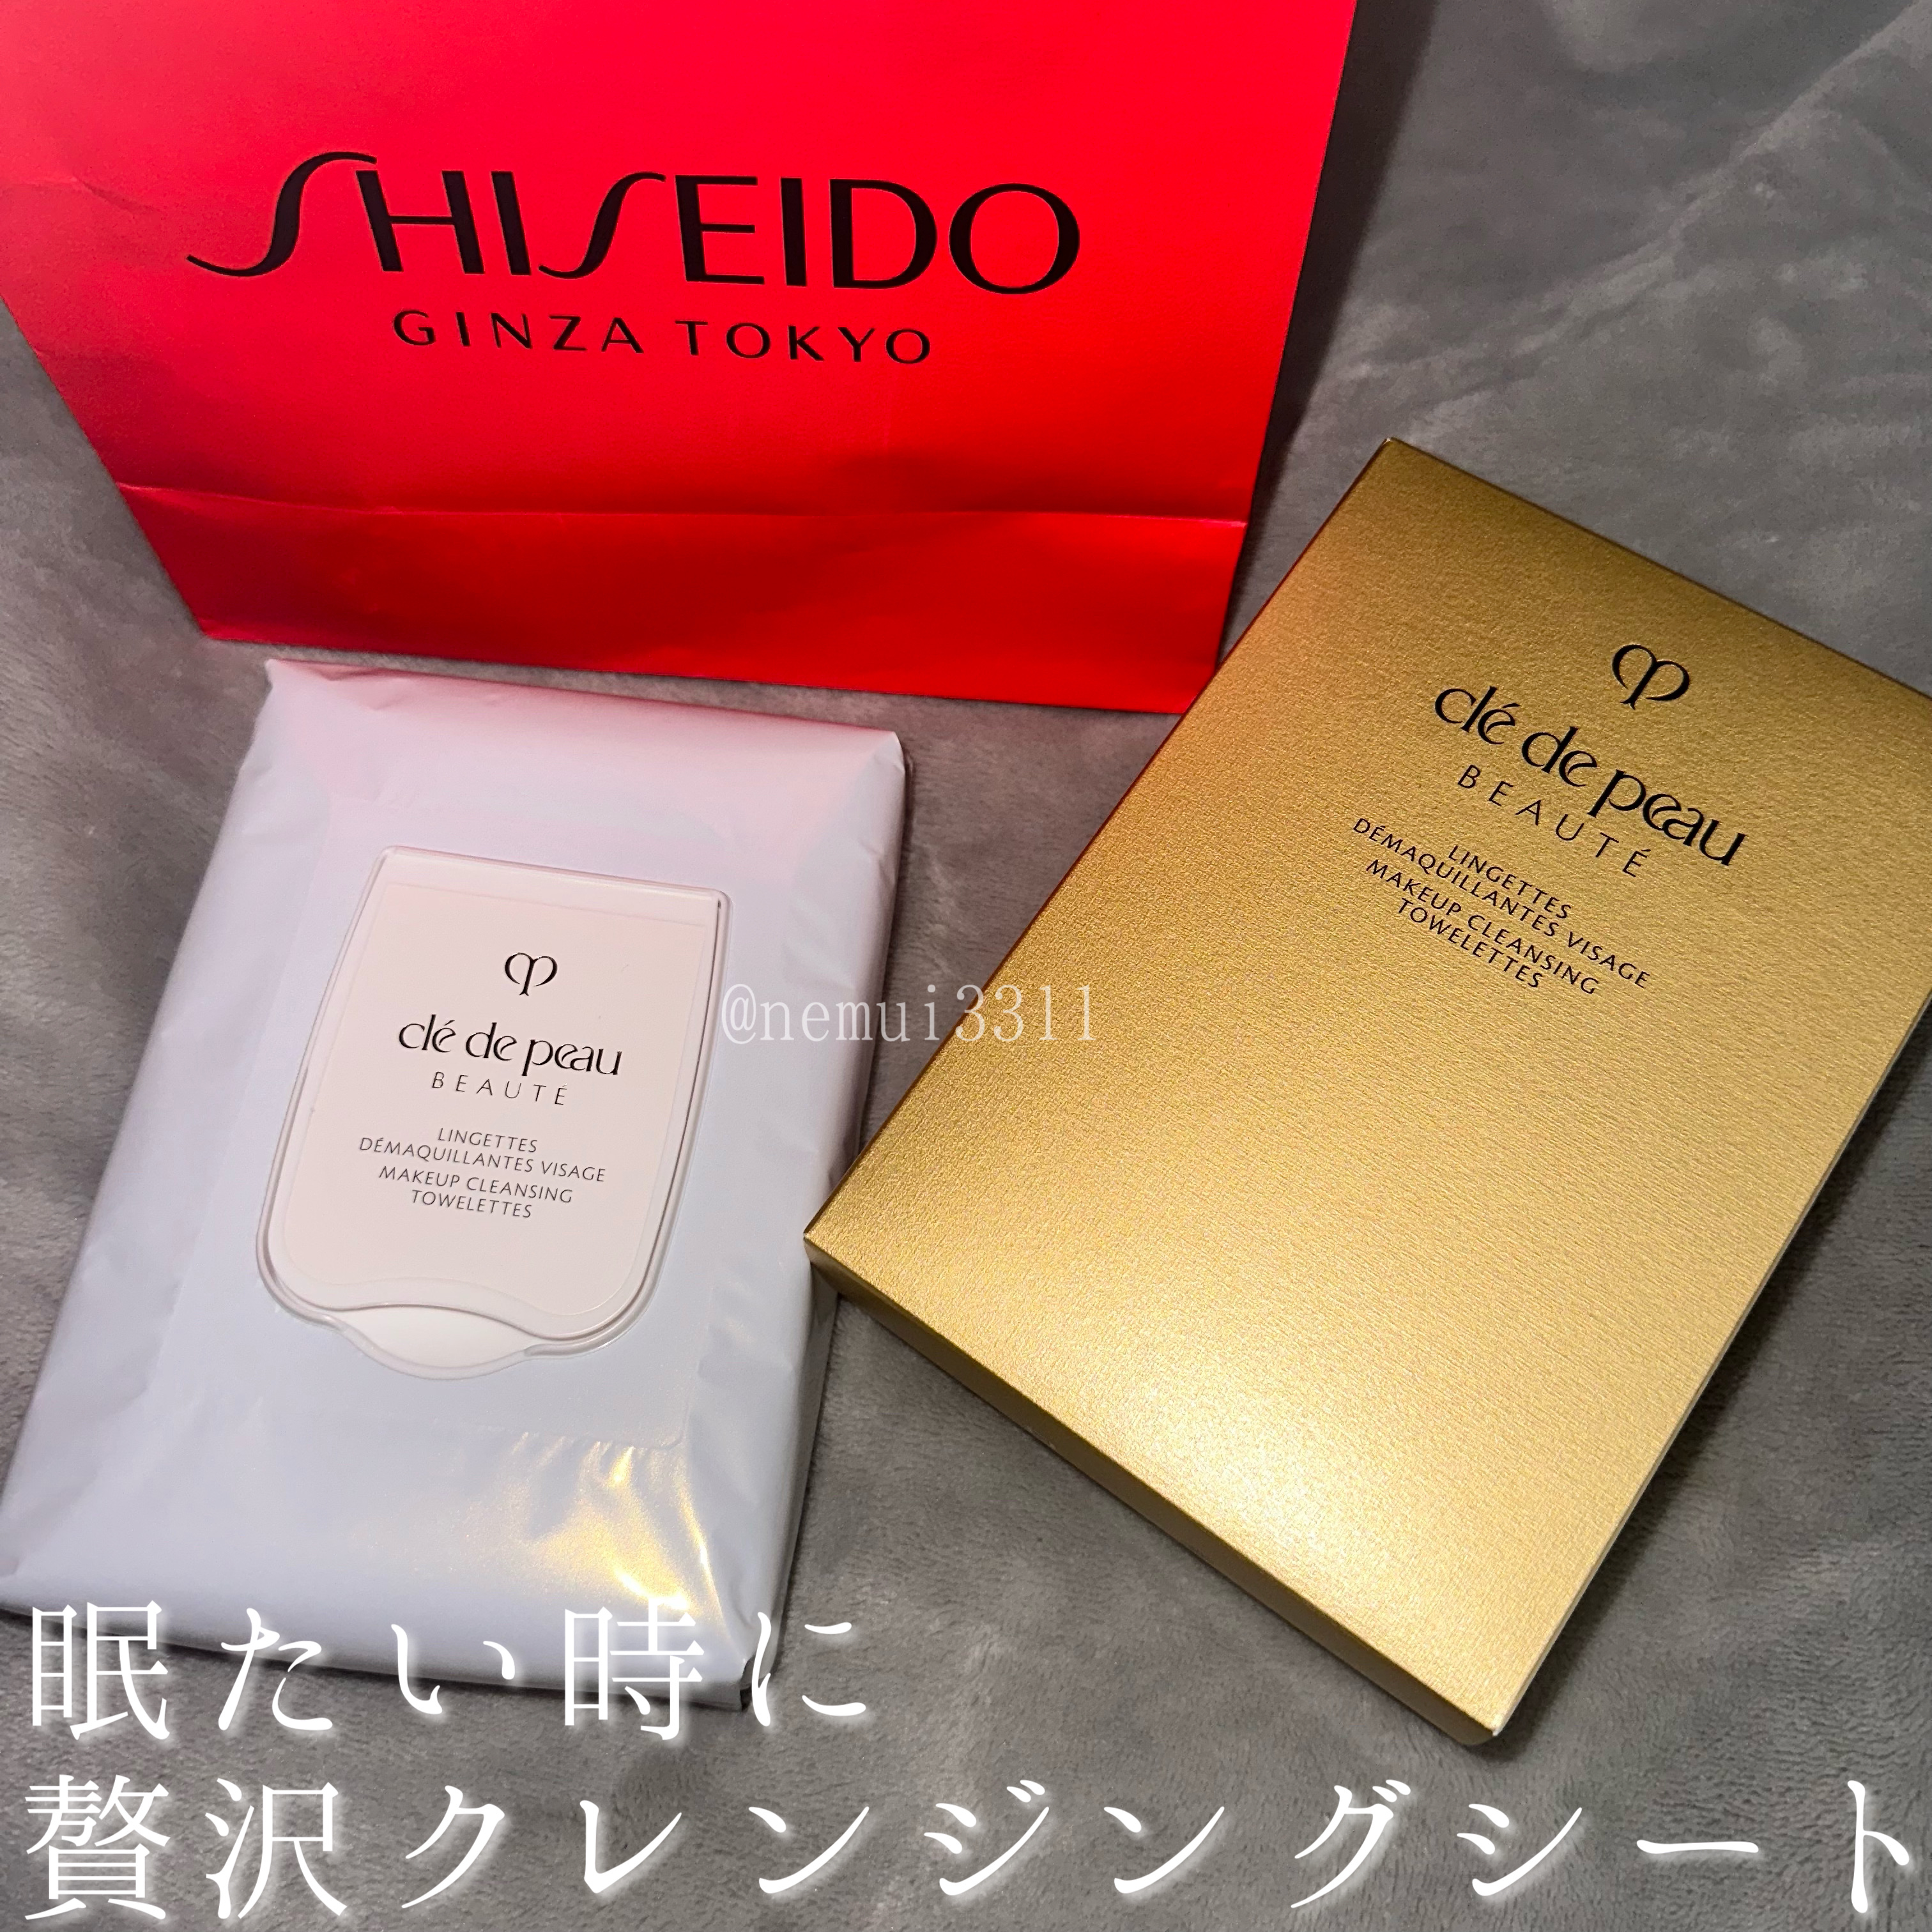 SHISEIDO
GINZA TOKYO
clé de peau
BEAUTÉ
LINGETTES
DÉMAQUILLANTES VISAGE
MAKEUP CLEANSING
TOWELETTES
clé de peau
BEAUTÉ
LINGETTES
DÉMAQUILLANTES VISAGE
MAKEUP CLEANSING
TOWELETTES
@nemui3311
眠たい時に
贅沢クレンジングシート